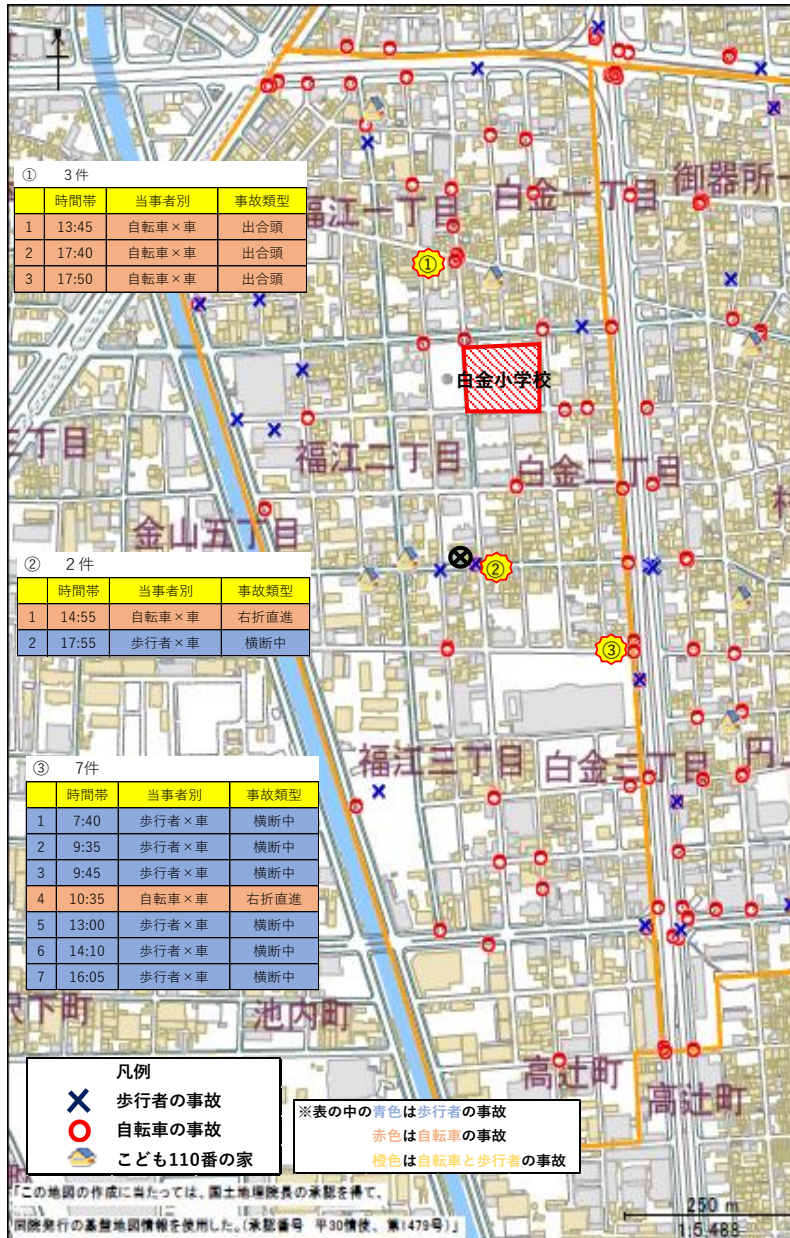 御器所一
白金一丁目
福江一丁目
① 3件
時間帯 当事者別 事故類型
1 13:45 自転車×車 出合頭
2 17:40 自転車×車 出合頭
3 17:50 自転車×車 出合頭
①
白金小学校
丁目
福江二丁目
白金二丁目
金山五丁目
② 2件
時間帯 当事者別 事故類型
1 14:55 自転車×車 右折直進
2 17:55 歩行者×車 横断中
②
③
福江三丁目
白金三丁目
③ 7件
時間帯 当事者別 事故類型
1 7:40 歩行者×車 横断中
2 9:35 歩行者×車 横断中
3 9:45 歩行者×車 横断中
4 10:35 自転車×車 右折直進
5 13:00 歩行者×車 横断中
6 14:10 歩行者×車 横断中
7 16:05 歩行者×車 横断中
下町
池内町
高辻町
高辻町
凡例
歩行者の事故
自転車の事故
こども110番の家
※表の中の青色は歩行者の事故
赤色は自転車の事故
橙色は自転車と歩行者の事故
「この地図の作成に当たっては、国土地理院長の承認を得て、
同院発行の基盤地図情報を使用した。(承認番号 平30情使、第1479号)」
250 m
1:5,488